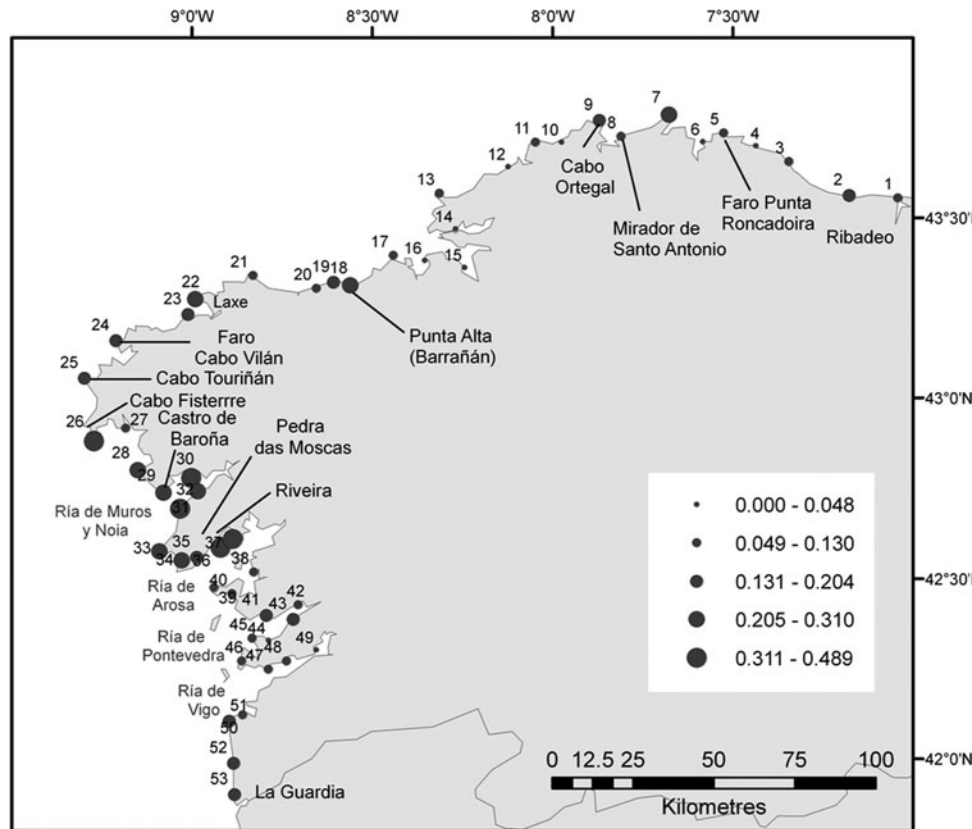 9°0'W 8°30'W 8°0'W 7°30'W
7
9
8
11 10
6 5
4
3
12
Cabo
Ortegal
13
2 1
14
Faro Punta
Roncadoira
43°30'N
Mirador de
Santo Antonio
Ribadeo
17
16
15
21
20
19 18
22
23
Laxe
24
Faro
Cabo Vilán
Punta Alta
(Barrañán)
25
Cabo Touriñán
43°0'N
Cabo Fisterrre
26
27
Castro de
Baroña
Pedra
das Moscas
28
29
30
32
31
Riveira
Ría de Muros
y Noia
0.000 - 0.048
0.049 - 0.130
0.131 - 0.204
0.205 - 0.310
0.311 - 0.489
33
34
35
36
37
38
42°30'N
Ría de
Arosa
40
39
41
42
43
45
44
Ría de
Pontevedra
46
47
48
49
Ría de
Vigo
51
50
52
42°0'N
53
La Guardia
0 12.5 25 50 75 100
Kilometres